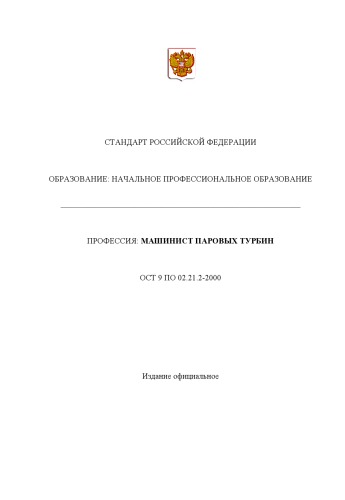 СТАНДАРТ РОССИЙСКОЙ ФЕДЕРАЦИИ
ОБРАЗОВАНИЕ: НАЧАЛЬНОЕ ПРОФЕССИОНАЛЬНОЕ ОБРАЗОВАНИЕ
ПРОФЕССИЯ: МАШИНИСТ ПАРОВЫХ ТУРБИН
ОСТ 9 ПО 02.21.2-2000
Издание официальное